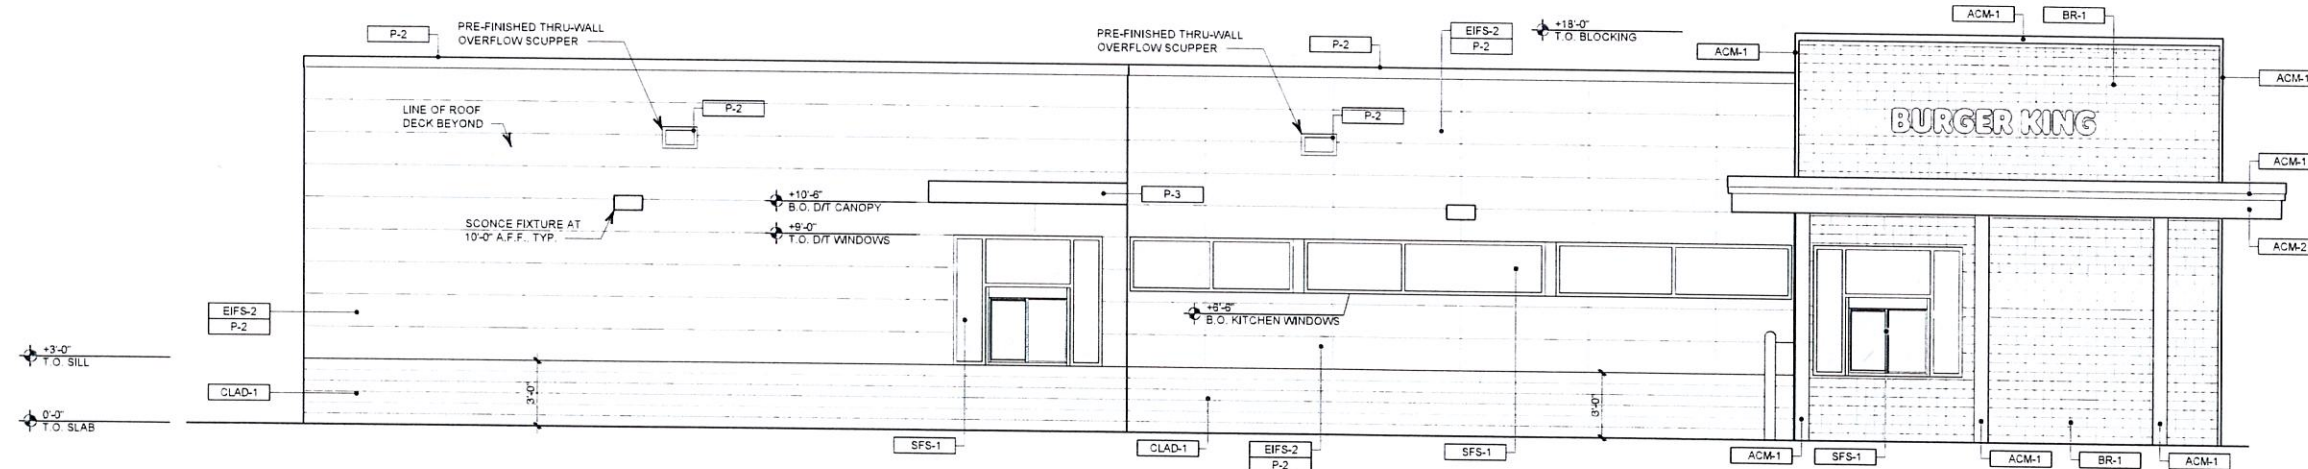 ACM-1
BR-1
PRE-FINISHED THRU-WALL
OVERFLOW SCUPPER
P-2
PRE-FINISHED THRU-WALL
OVERFLOW SCUPPER
P-2
EIFS-2
P-2
+18'-0"
T.O. BLOCKING
ACM-1
ACM-1
LINE OF ROOF
DECK BEYOND
P-2
P-2
BURGER KING
ACM-1
+10'-6"
B.O. D/T CANOPY
P-3
SCONCE FIXTURE AT
10'-0" A.F.F., TYP.
+9'-0"
T.O. D/T WINDOWS
ACM-2
EIFS-2
P-2
+6'-6"
B.O. KITCHEN WINDOWS
+3'-0"
T.O. SILL
CLAD-1
3'-0"
3'-0"
0'-0"
T.O. SLAB
SFS-1
CLAD-1
EIFS-2
P-2
SFS-1
ACM-1
SFS-1
ACM-1
BR-1
ACM-1